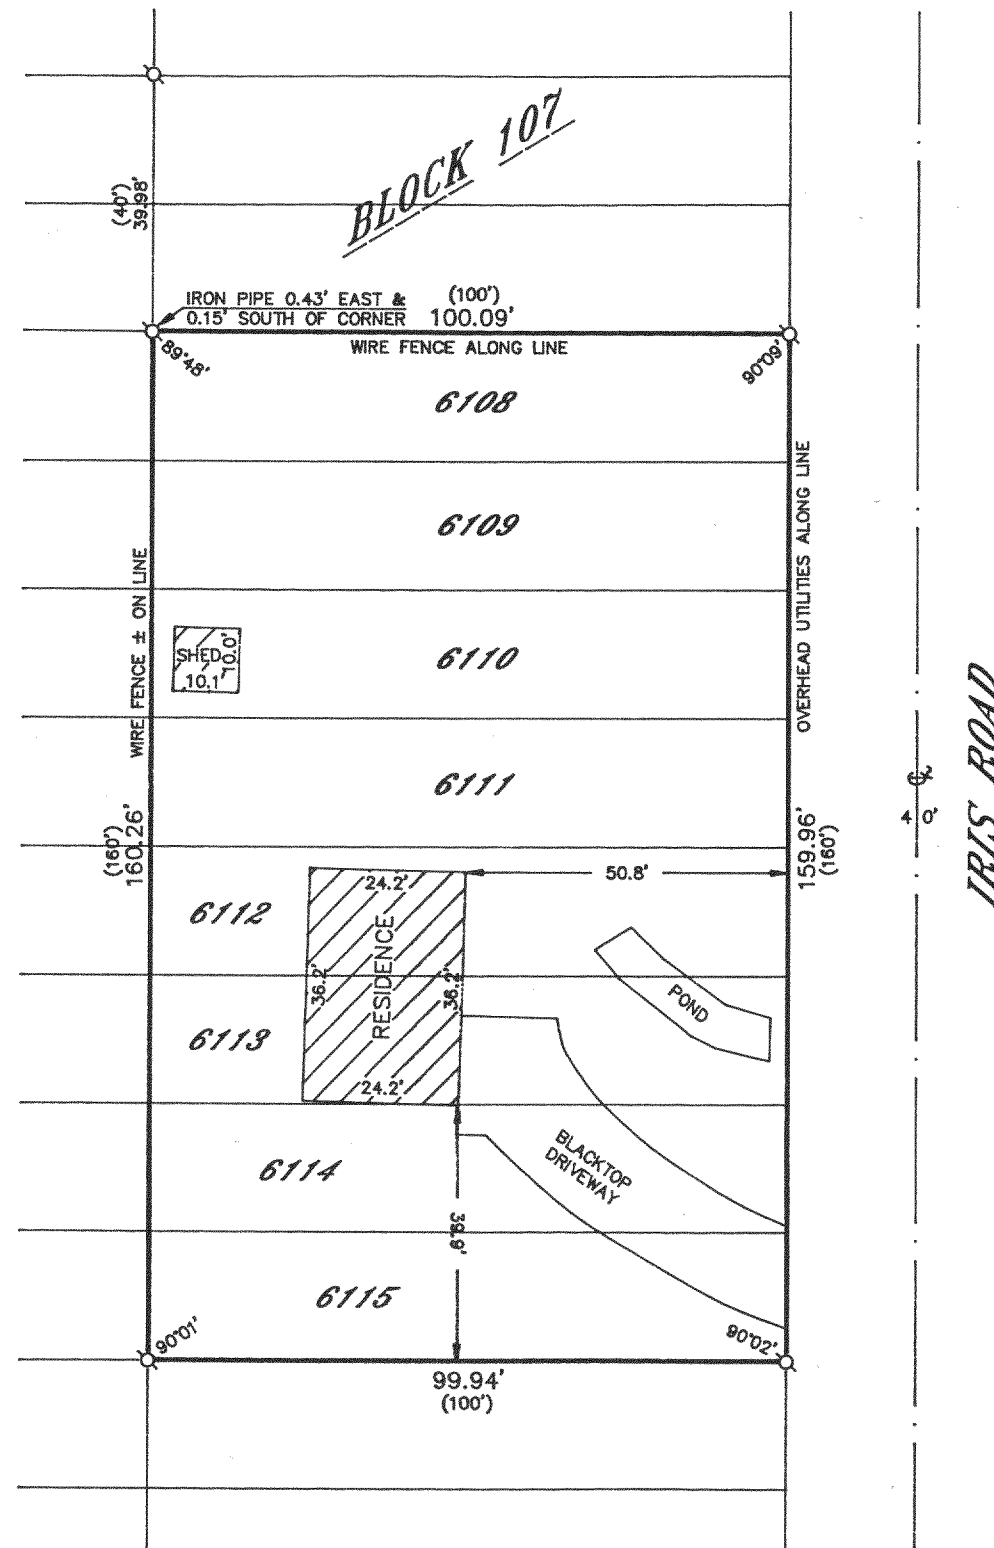 BLOCK 107
(40')
39.98'
IRON PIPE 0.43' EAST &
0.15' SOUTH OF CORNER
(100')
100.09'
WIRE FENCE ALONG LINE
89°48'
90°09'
6108
6109
OVERHEAD UTILITIES ALONG LINE
WIRE FENCE ± ON LINE
SHED
10.0'
10.1'
6110
IRIS ROAD
6111
℄
40'
(160')
160.26'
159.96'
(160')
24.2'
50.8'
6112
RESIDENCE
36.2'
36.2'
POND
6113
24.2'
BLACKTOP
DRIVEWAY
6114
39.9'
6115
90°01'
90°02'
99.94'
(100')